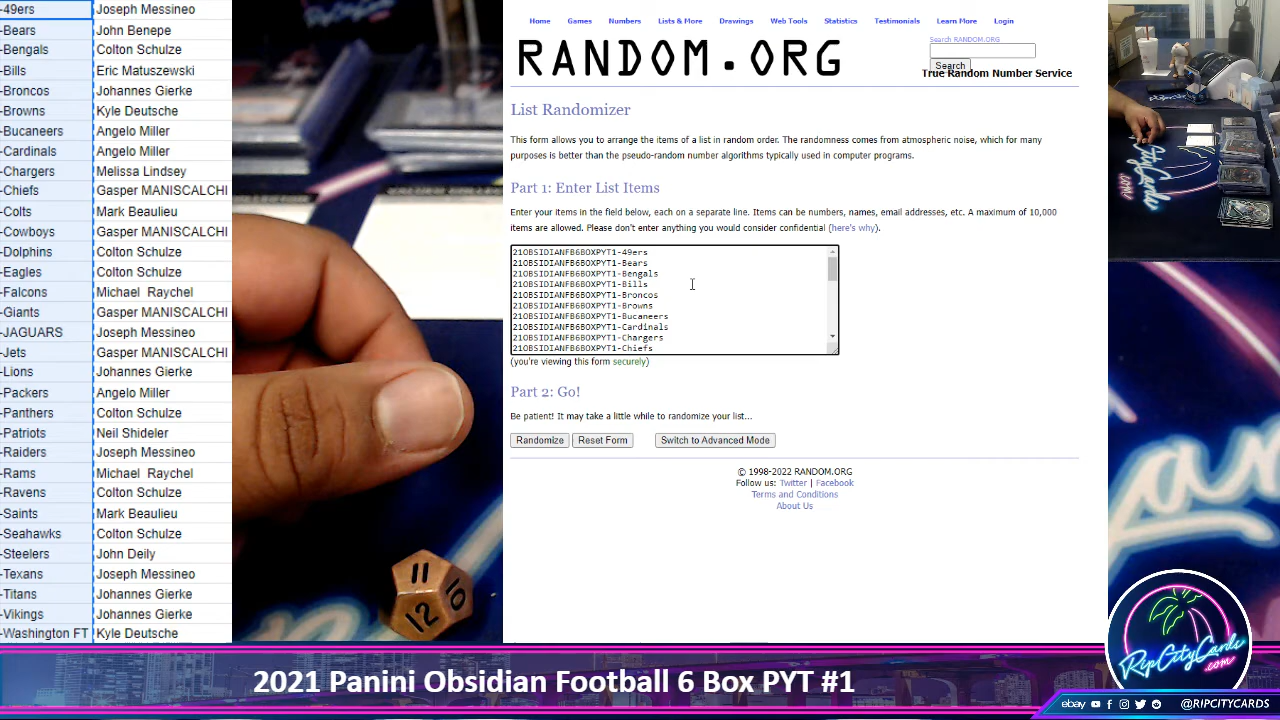 -49ers Joseph Messineo
-Bears John Benepe
-Bengals Colton Schulze
-Bills Eric Matuszewski
-Broncos Johannes Gierke
-Browns Kyle Deutsche
-Bucaneers Angelo Miller
-Cardinals Angelo Miller
-Chargers Melissa Lindsey
-Chiefs Gasper MANISCALCHI
-Colts Mark Beaulieu
-Cowboys Gasper MANISCALCHI
-Dolphins Colton Schulze
-Eagles Colton Schulze
-Falcons Michael  Raychel
-Giants Gasper MANISCALCHI
-JAGUARS Joseph Messineo
-Jets Gasper MANISCALCHI
-Lions Johannes Gierke
-Packers Angelo Miller
-Panthers Colton Schulze
-Patriots Neil Shideler
-Raiders Joseph Messineo
-Rams Michael  Raychel
-Ravens Colton Schulze
-Saints Mark Beaulieu
-Seahawks Colton Schulze
-Steelers John Deily
-Texans Joseph Messineo
-Titans Johannes Gierke
-Vikings Johannes Gierke
-Washington FT Kyle Deutsche
11
12
10
Home Games Numbers Lists & More Drawings Web Tools Statistics Testimonials Learn More Login
RANDOM.ORG
Search RANDOM.ORG
Search
True Random Number Service
List Randomizer
This form allows you to arrange the items of a list in random order. The randomness comes from atmospheric noise, which for many
purposes is better than the pseudo-random number algorithms typically used in computer programs.
Part 1: Enter List Items
Enter your items in the field below, each on a separate line. Items can be numbers, names, email addresses, etc. A maximum of 10,000
items are allowed. Please don't enter anything you would consider confidential (here's why).
21OBSIDIANFB6BOXPYT1-49ers
21OBSIDIANFB6BOXPYT1-Bears
21OBSIDIANFB6BOXPYT1-Bengals
21OBSIDIANFB6BOXPYT1-Bills
21OBSIDIANFB6BOXPYT1-Broncos
21OBSIDIANFB6BOXPYT1-Browns
21OBSIDIANFB6BOXPYT1-Bucaneers
21OBSIDIANFB6BOXPYT1-Cardinals
21OBSIDIANFB6BOXPYT1-Chargers
21OBSIDIANFB6BOXPYT1-Chiefs
(you're viewing this form securely)
Part 2: Go!
Be patient! It may take a little while to randomize your list...
Randomize Reset Form Switch to Advanced Mode
© 1998-2022 RANDOM.ORG
Follow us: Twitter | Facebook
Terms and Conditions
About Us
RipCityCards
.com
2021 Panini Obsidian Football 6 Box PYT #1
RipCityCards
.com
ebay @RIPCITYCARDS